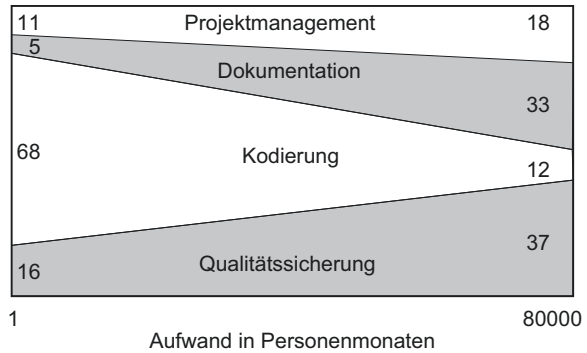 11 Projektmanagement 18
5 Dokumentation 33
68 Kodierung 12
16 Qualitätssicherung 37
1 80000
Aufwand in Personenmonaten